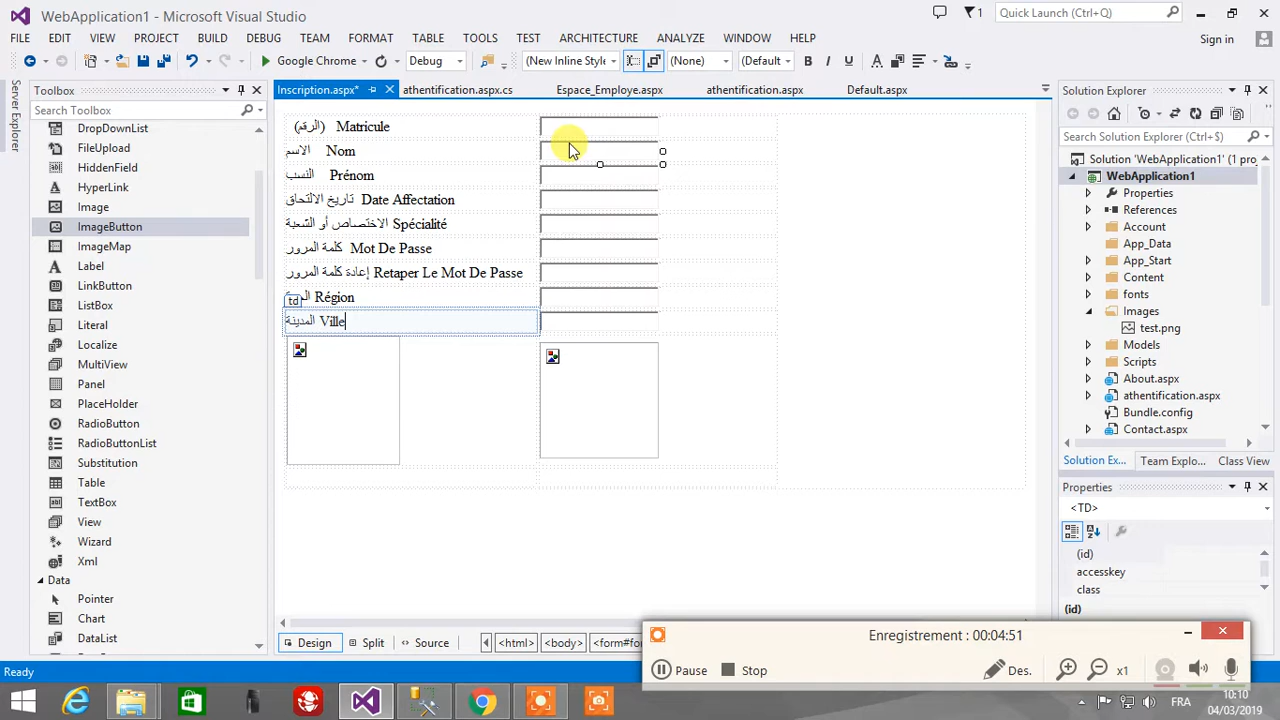 WebApplication1 - Microsoft Visual Studio
1
Quick Launch (Ctrl+Q)
FILE EDIT VIEW PROJECT BUILD DEBUG TEAM FORMAT TABLE TOOLS TEST ARCHITECTURE ANALYZE WINDOW HELP
Sign in
Google Chrome
Debug
(New Inline Style
(None)
(Default
B I U A
Server Explorer
Toolbox
Search Toolbox
DropDownList
FileUpload
HiddenField
HyperLink
Image
ImageButton
ImageMap
Label
LinkButton
ListBox
Literal
Localize
MultiView
Panel
PlaceHolder
RadioButton
RadioButtonList
Substitution
Table
TextBox
View
Wizard
Xml
Data
Pointer
Chart
DataList
Inscription.aspx*
athentification.aspx.cs
Espace_Employe.aspx
athentification.aspx
Default.aspx
(الرقم) Matricule
الاسم Nom
النسب Prénom
تاريخ الالتحاق Date Affectation
الاختصاص أو الشعبة Spécialité
كلمة المرور Mot De Passe
إعادة كلمة المرور Retaper Le Mot De Passe
Région
td
المدينة Ville
Design
Split
Source
<html>
<body>
<form#fo
Solution Explorer
Search Solution Explorer (Ctrl+$)
Solution 'WebApplication1' (1 pro
WebApplication1
Properties
References
Account
App_Data
App_Start
Content
fonts
Images
test.png
Models
Scripts
About.aspx
athentification.aspx
Bundle.config
Contact.aspx
Solution Ex...
Team Explo...
Class View
Properties
<TD>
(id)
accesskey
class
(id)
Enregistrement : 00:04:51
Pause
Stop
Des.
x1
Ready
FRA
10:10
04/03/2019